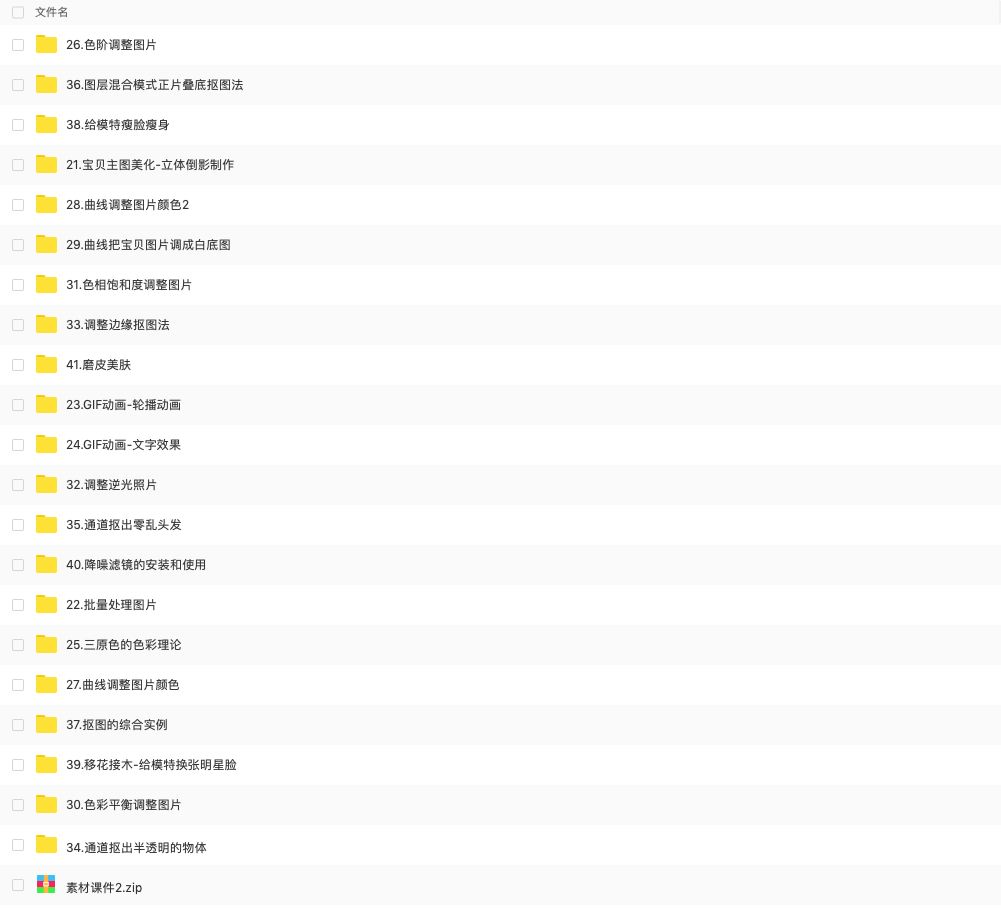 文件名
26.色阶调整图片
36.图层混合模式正片叠底抠图法
38.给模特瘦脸瘦身
21.宝贝主图美化-立体倒影制作
28.曲线调整图片颜色2
29.曲线把宝贝图片调成白底图
31.色相饱和度调整图片
33.调整边缘抠图法
41.磨皮美肤
23.GIF动画-轮播动画
24.GIF动画-文字效果
32.调整逆光照片
35.通道抠出零乱头发
40.降噪滤镜的安装和使用
22.批量处理图片
25.三原色的色彩理论
27.曲线调整图片颜色
37.抠图的综合实例
39.移花接木-给模特换张明星脸
30.色彩平衡调整图片
34.通道抠出半透明的物体
素材课件2.zip